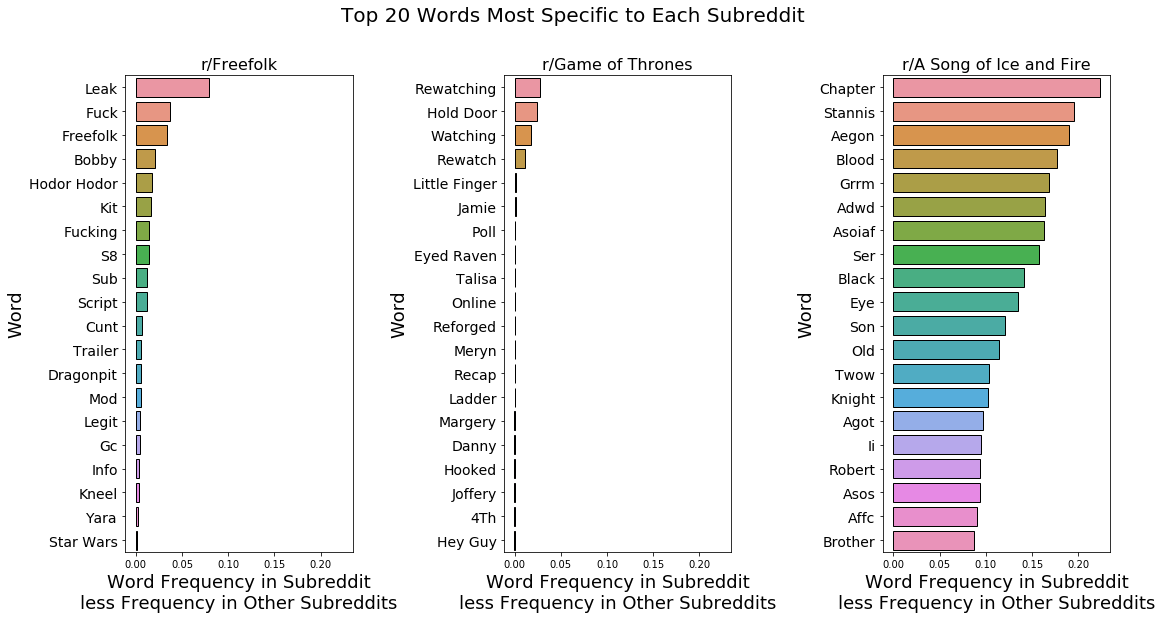 Top 20 Words Most Specific to Each Subreddit
r/Freefolk
Word
Leak
Fuck
Freefolk
Bobby
Hodor Hodor
Kit
Fucking
S8
Sub
Script
Cunt
Trailer
Dragonpit
Mod
Legit
Gc
Info
Kneel
Yara
Star Wars
0.00 0.05 0.10 0.15 0.20
Word Frequency in Subreddit
less Frequency in Other Subreddits
r/Game of Thrones
Word
Rewatching
Hold Door
Watching
Rewatch
Little Finger
Jamie
Poll
Eyed Raven
Talisa
Online
Reforged
Meryn
Recap
Ladder
Margery
Danny
Hooked
Joffery
4Th
Hey Guy
0.00 0.05 0.10 0.15 0.20
Word Frequency in Subreddit
less Frequency in Other Subreddits
r/A Song of Ice and Fire
Word
Chapter
Stannis
Aegon
Blood
Grrm
Adwd
Asoiaf
Ser
Black
Eye
Son
Old
Twow
Knight
Agot
Ii
Robert
Asos
Affc
Brother
0.00 0.05 0.10 0.15 0.20
Word Frequency in Subreddit
less Frequency in Other Subreddits